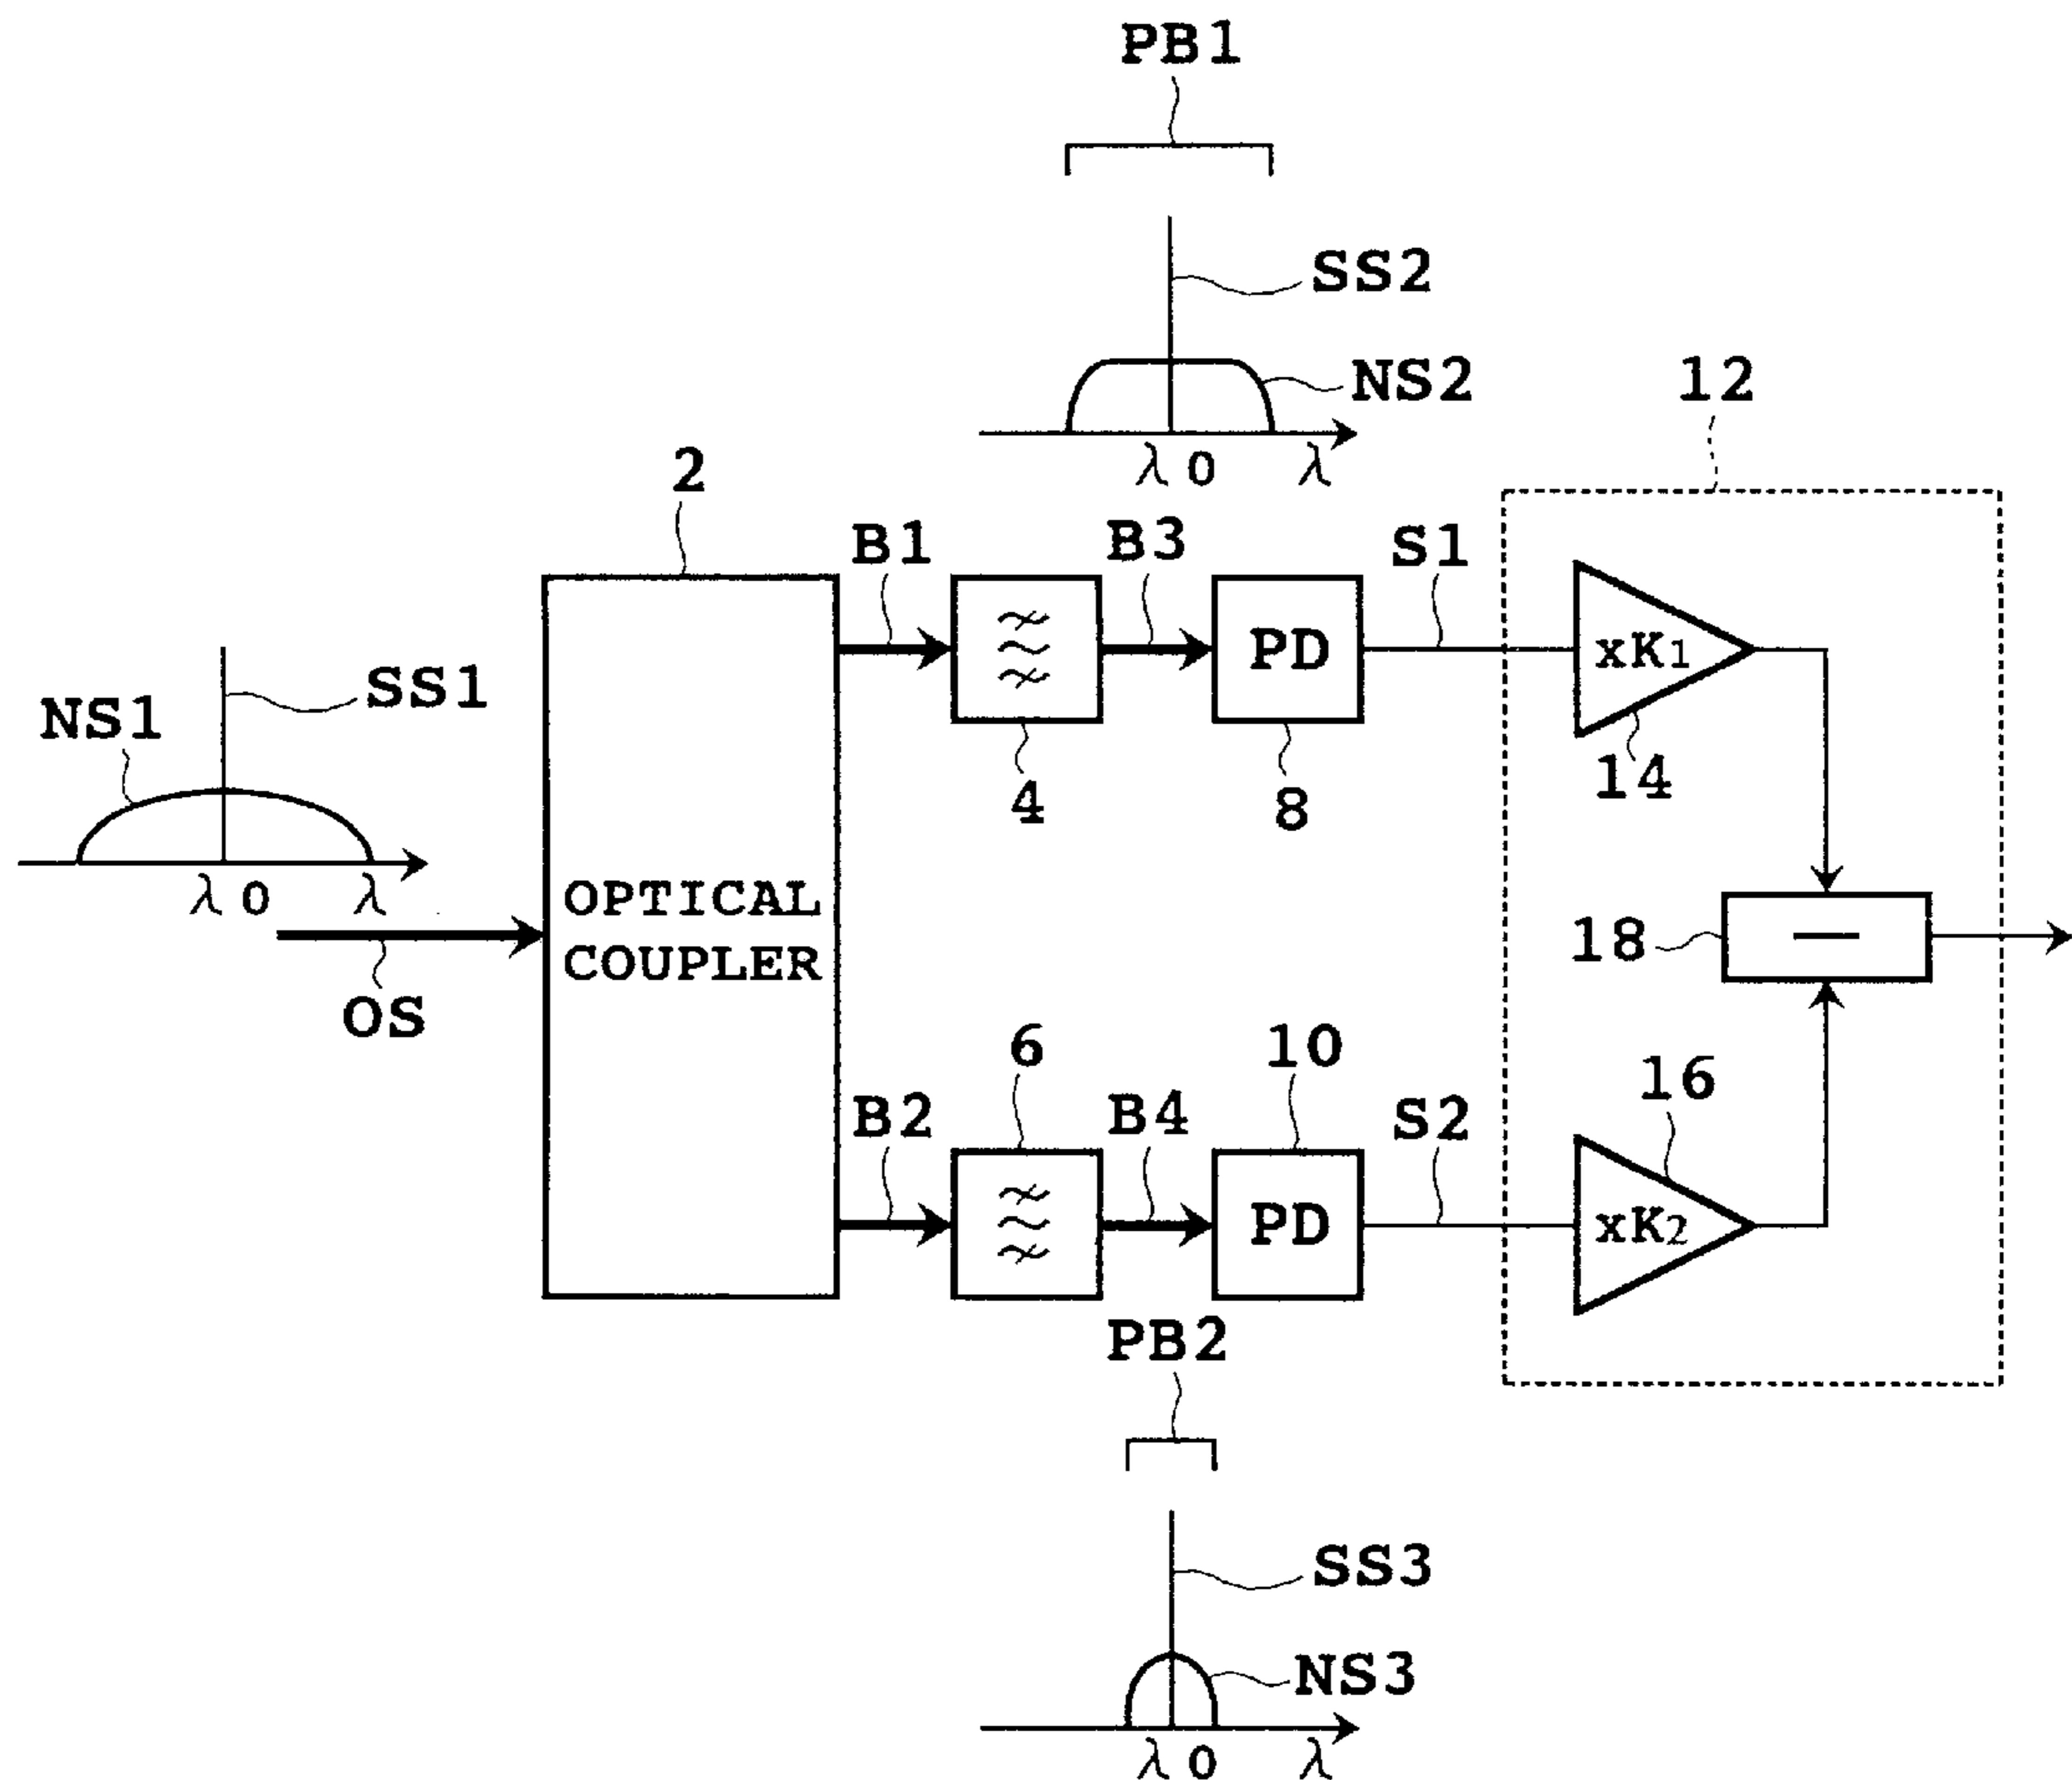 PB1
SS2
NS2
12
λ0 λ
2
B1
B3
S1
PD
xK1
SS1
NS1
14
4
8
λ0 λ
OPTICAL
COUPLER
18
OS
6
10
16
B2
B4
S2
PD
xK2
PB2
SS3
NS3
λ0 λ